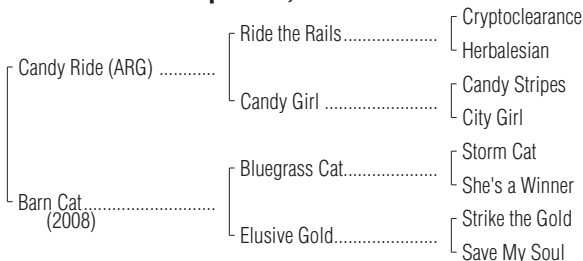 Cryptoclearance
Ride the Rails....................
Herbalesian
Candy Ride (ARG) ............
Candy Stripes
Candy Girl ........................
City Girl
Storm Cat
Bluegrass Cat....................
She's a Winner
Barn Cat............................
(2008)
Strike the Gold
Elusive Gold......................
Save My Soul